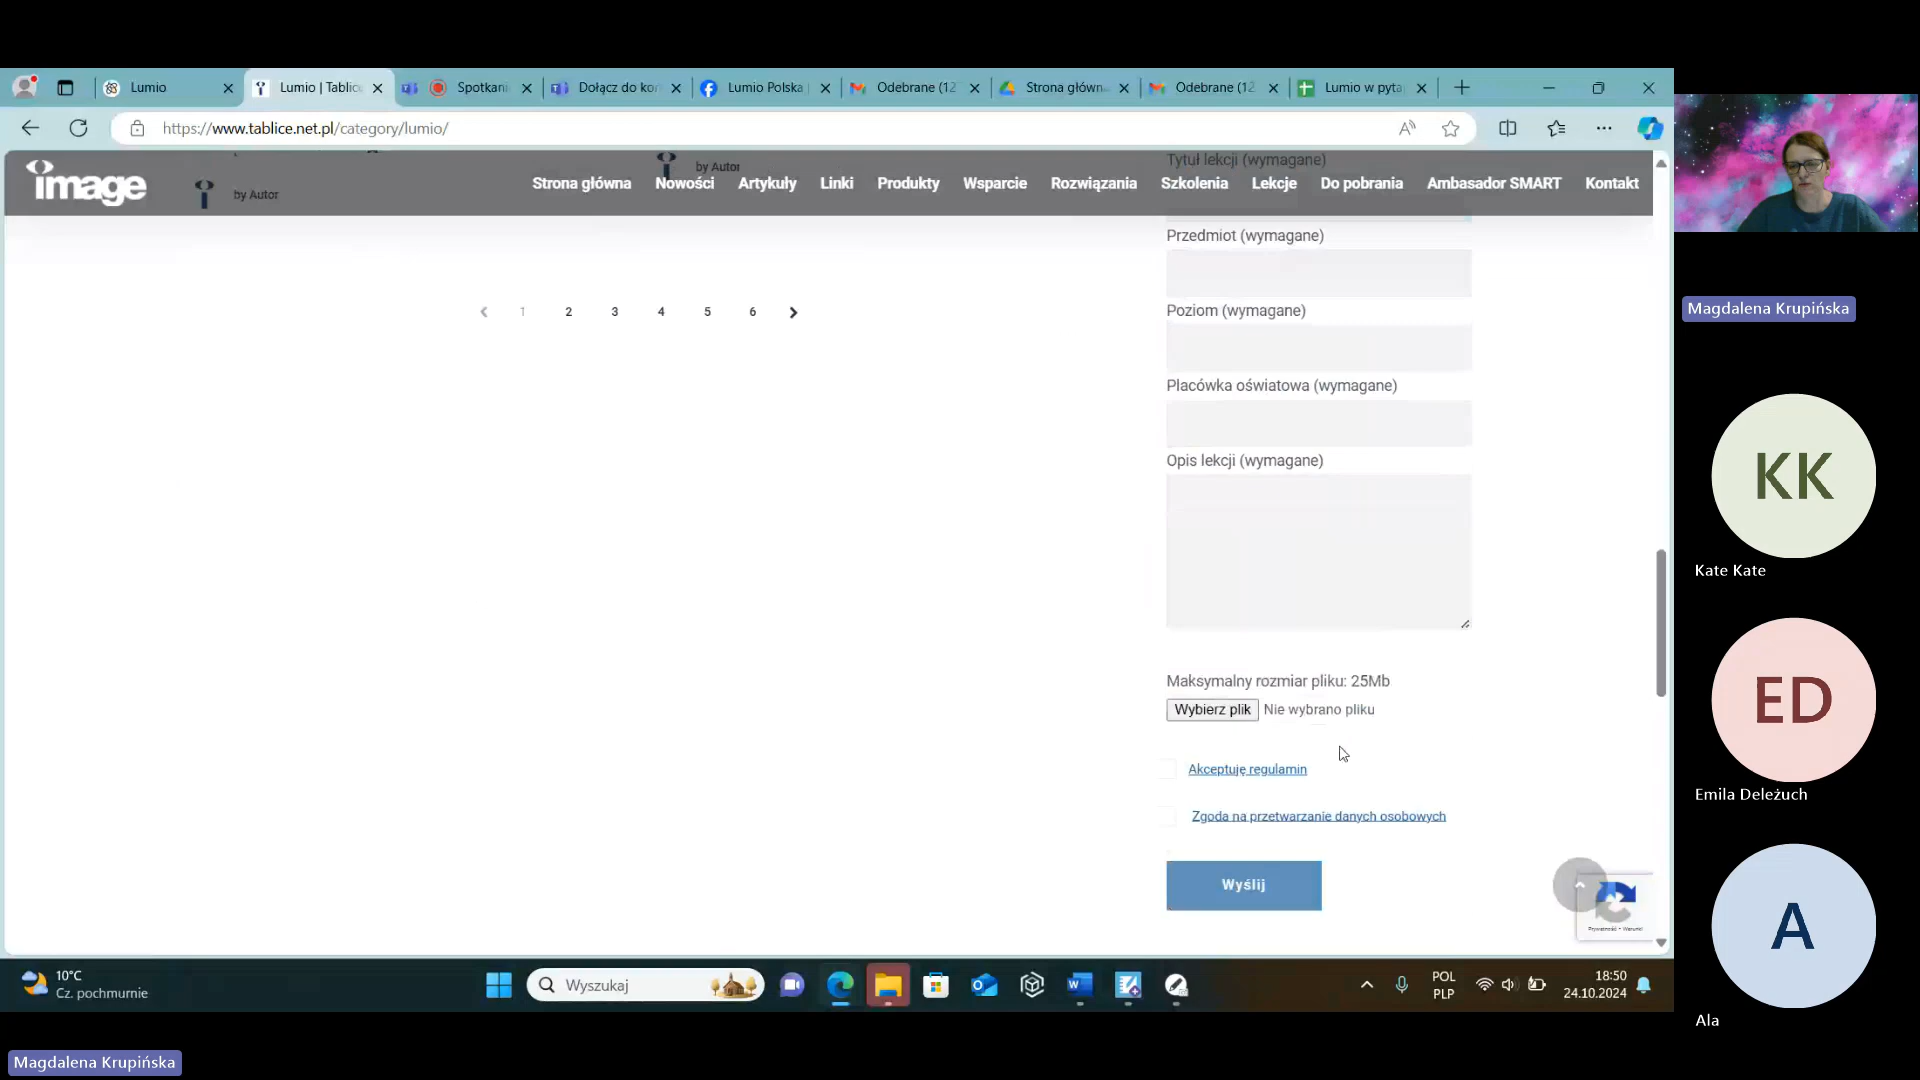 Lumio
Lumio | Tablic
Spotkani
Dołącz do kon
Lumio Polska
Odebrane (12
Strona główn
Odebrane (12
Lumio w pyta
https://www.tablice.net.pl/category/lumio/
image
by Autor
by Autor
Strona główna
Nowości
Artykuły
Linki
Produkty
Wsparcie
Rozwiązania
Szkolenia
Lekcje
Do pobrania
Ambasador SMART
Kontakt
Tytuł lekcji (wymagane)
Przedmiot (wymagane)
Poziom (wymagane)
Placówka oświatowa (wymagane)
Opis lekcji (wymagane)
1 2 3 4 5 6
Maksymalny rozmiar pliku: 25Mb
Wybierz plik Nie wybrano pliku
Akceptuję regulamin
Zgoda na przetwarzanie danych osobowych
Wyślij
Prywatność - Warunki
10°C
Cz. pochmurnie
Wyszukaj
POL
PLP
18:50
24.10.2024
Magdalena Krupińska
KK
Kate Kate
ED
Emila Deleżuch
A
Ala
Magdalena Krupińska